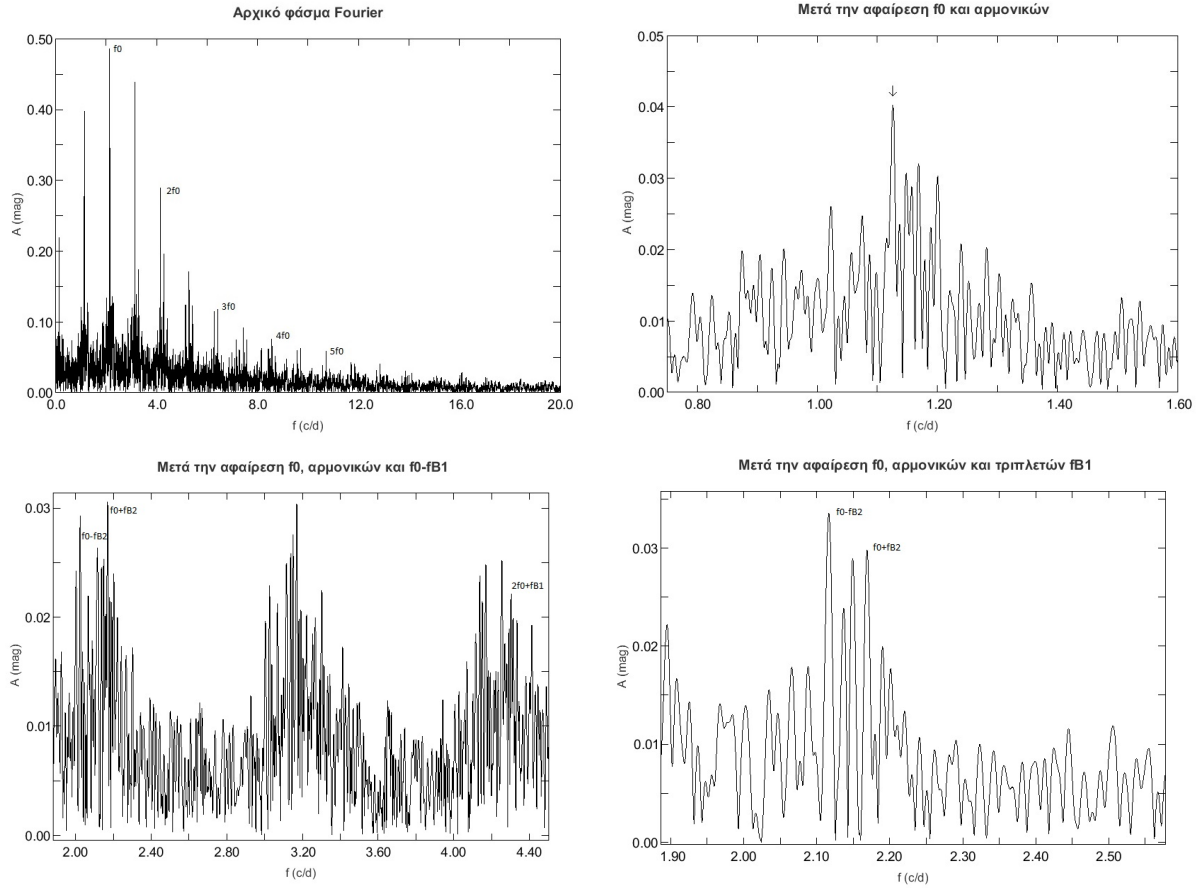 Αρχικό φάσμα Fourier
0.50
0.40
0.30
0.20
0.10
0.00
A (mag)
f0
2f0
3f0
4f0
5f0
0.0 4.0 8.0 12.0 16.0 20.0
f (c/d)
Μετά την αφαίρεση f0 και αρμονικών
0.05
0.04
0.03
0.02
0.01
0.00
A (mag)
0.80 1.00 1.20 1.40 1.60
f (c/d)
Μετά την αφαίρεση f0, αρμονικών και f0-fB1
0.03
0.02
0.01
0.00
A (mag)
f0+fB2
f0-fB2
2f0+fB1
2.00 2.40 2.80 3.20 3.60 4.00 4.40
f (c/d)
Μετά την αφαίρεση f0, αρμονικών και τριπλετών fB1
0.03
0.02
0.01
0.00
A (mag)
f0-fB2
f0+fB2
1.90 2.00 2.10 2.20 2.30 2.40 2.50
f (c/d)